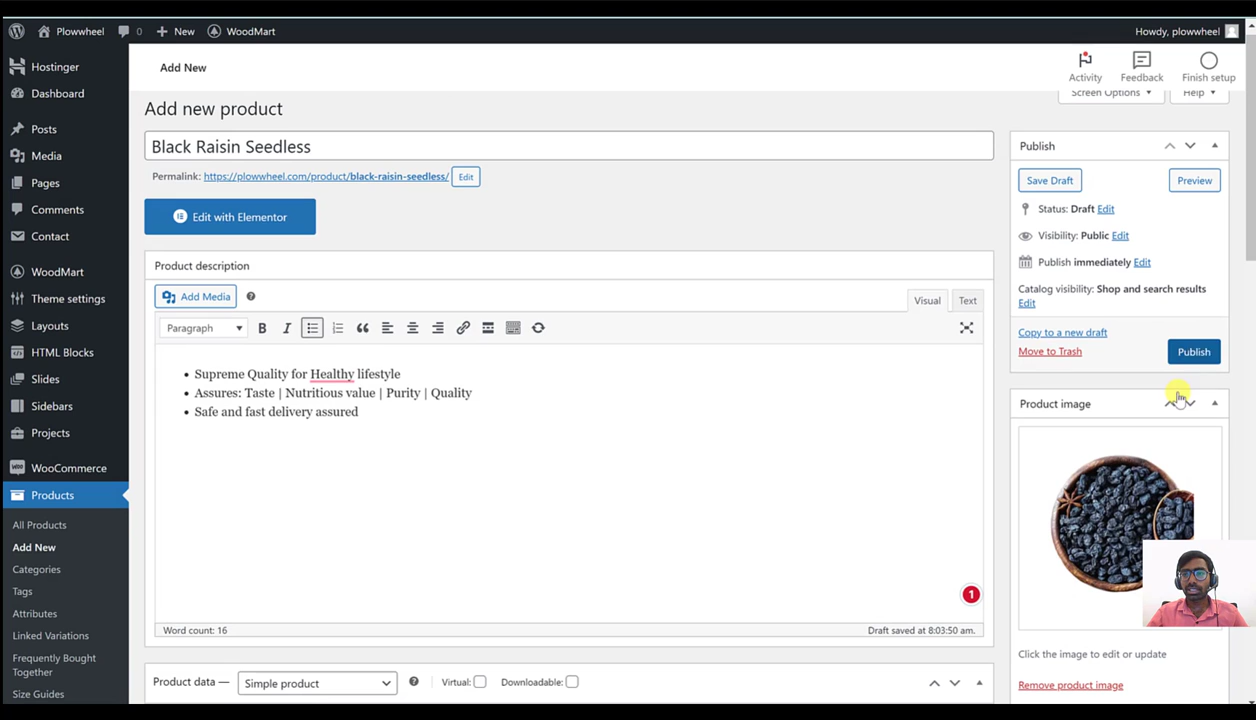 Plowwheel 0 New WoodMart Howdy, plowwheel
Hostinger
Dashboard
Posts
Media
Pages
Comments
Contact
WoodMart
Theme settings
Layouts
HTML Blocks
Slides
Sidebars
Projects
WooCommerce
Products
All Products
Add New
Categories
Tags
Attributes
Linked Variations
Frequently Bought
Together
Size Guides
Add New
Activity Feedback Finish setup
Screen Options Help
Add new product
Black Raisin Seedless
Permalink: https://plowwheel.com/product/black-raisin-seedless/ Edit
Edit with Elementor
Product description
Add Media
Visual Text
Paragraph
Supreme Quality for Healthy lifestyle
Assures: Taste | Nutritious value | Purity | Quality
Safe and fast delivery assured
1
Word count: 16 Draft saved at 8:03:50 am.
Product data — Simple product Virtual: Downloadable:
Publish
Save Draft Preview
Status: Draft Edit
Visibility: Public Edit
Publish immediately Edit
Catalog visibility: Shop and search results
Edit
Copy to a new draft
Move to Trash Publish
Product image
Click the image to edit or update
Remove product image